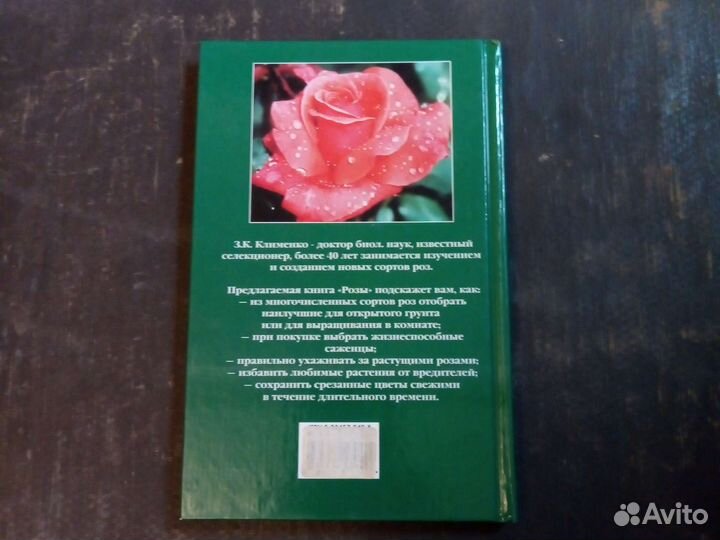 З.К. Клименко - доктор биол. наук, известный
селекционер, более 40 лет занимается изучением
и созданием новых сортов роз.
Предлагаемая книга «Розы» подскажет вам, как:
– из многочисленных сортов роз отобрать
наилучшие для открытого грунта
или для выращивания в комнате;
– при покупке выбрать жизнеспособные
саженцы;
– правильно ухаживать за растущими розами;
– избавить любимые растения от вредителей;
– сохранить срезанные цветы свежими
в течение длительного времени.
Avito